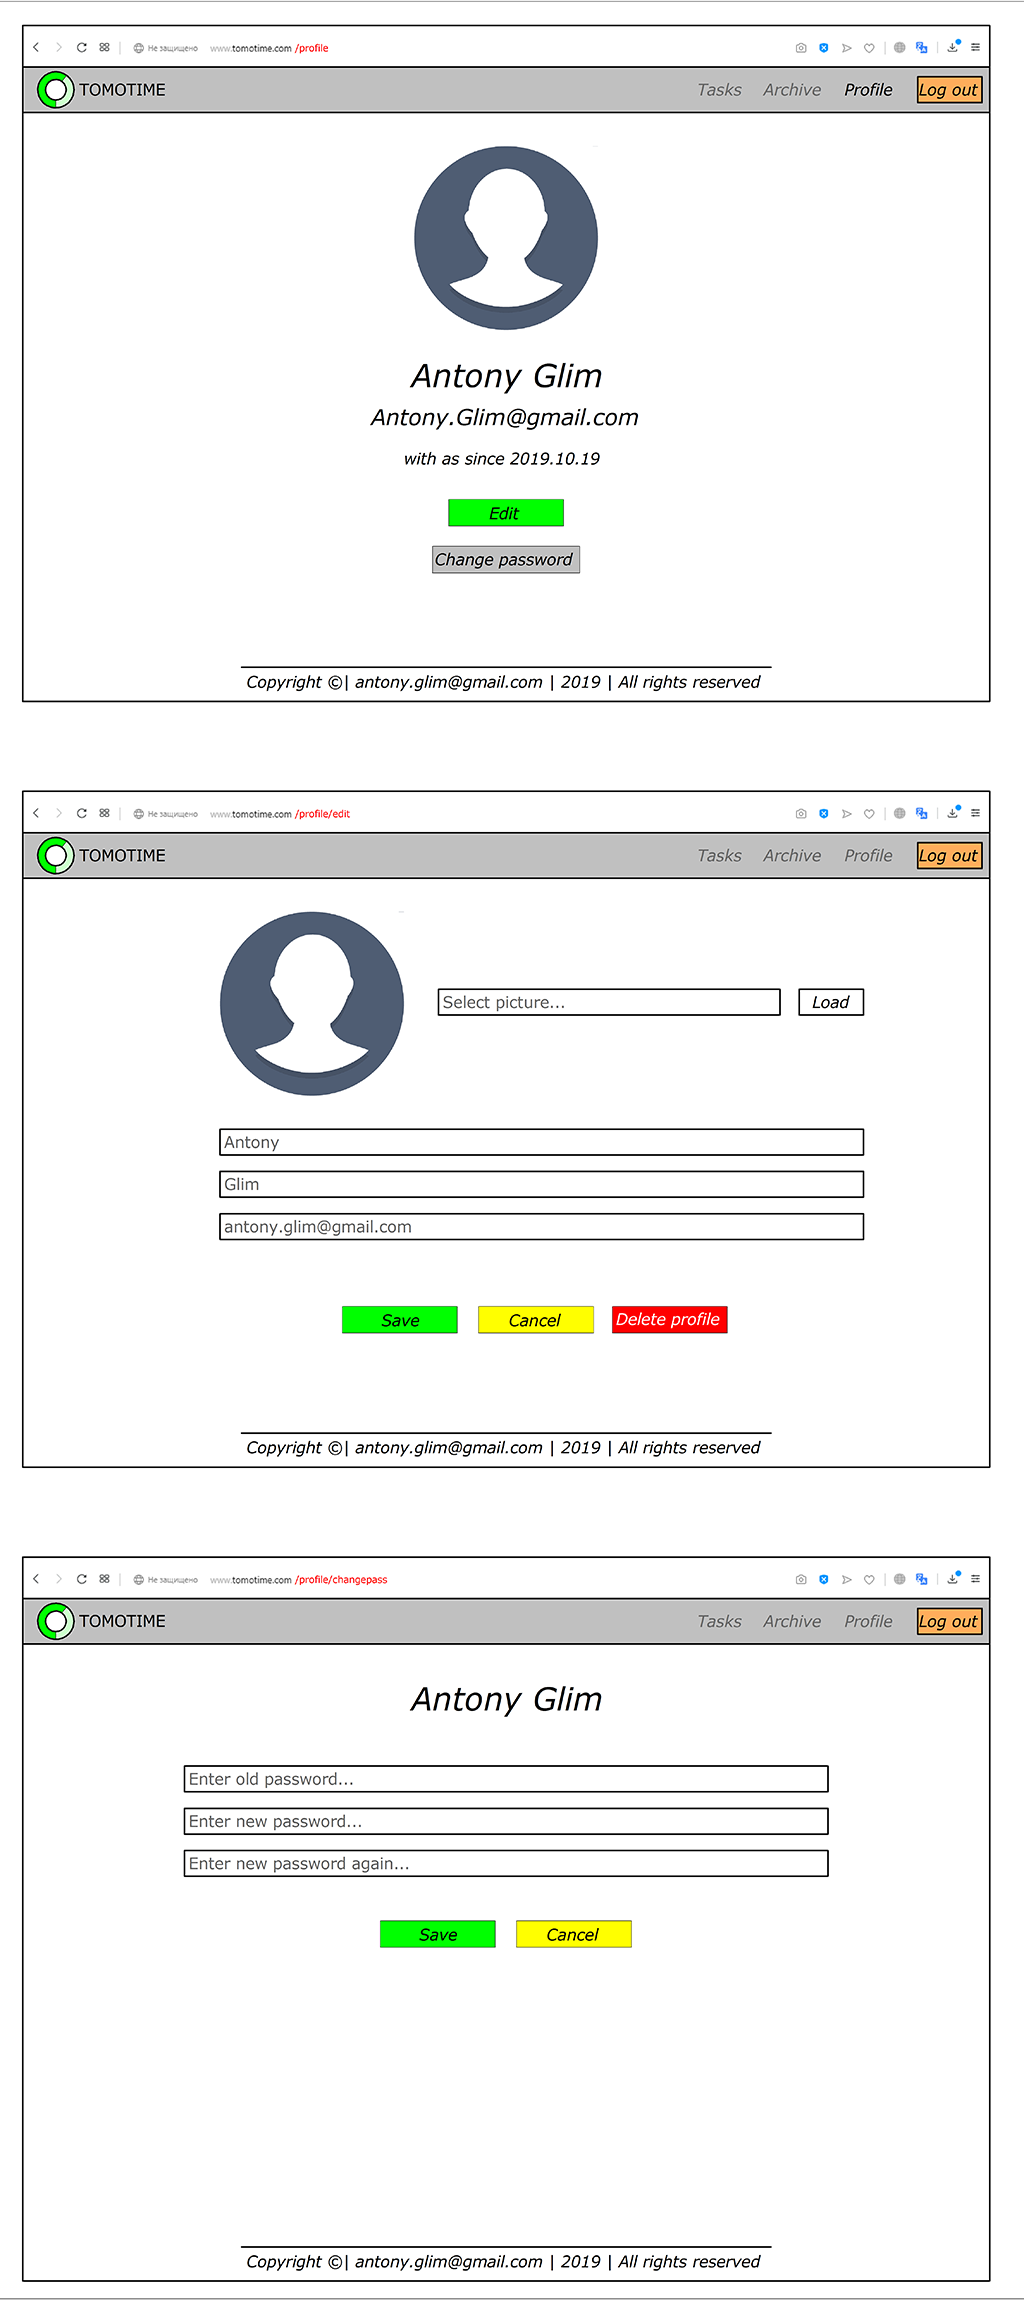 Не защищено www.tomotime.com /profile
TOMOTIME Tasks Archive Profile Log out
Antony Glim
Antony.Glim@gmail.com
with as since 2019.10.19
Edit
Change password
Copyright ©| antony.glim@gmail.com | 2019 | All rights reserved
Не защищено www.tomotime.com /profile/edit
TOMOTIME Tasks Archive Profile Log out
Select picture... Load
Antony
Glim
antony.glim@gmail.com
Save Cancel Delete profile
Copyright ©| antony.glim@gmail.com | 2019 | All rights reserved
Не защищено www.tomotime.com /profile/changepass
TOMOTIME Tasks Archive Profile Log out
Antony Glim
Enter old password...
Enter new password...
Enter new password again...
Save Cancel
Copyright ©| antony.glim@gmail.com | 2019 | All rights reserved